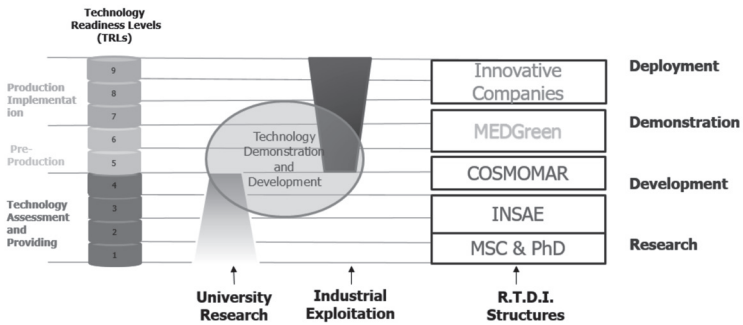 Technology
Readiness Levels
(TRLs)
Production
Implementat
ion
Pre-
Production
Technology
Assessment
and
Providing
9
8
7
6
5
4
3
2
1
Technology
Demonstration
and
Development
Innovative
Companies
MEDGreen
COSMOMAR
INSAE
MSC & PhD
Deployment
Demonstration
Development
Research
University
Research
Industrial
Exploitation
R.T.D.I.
Structures